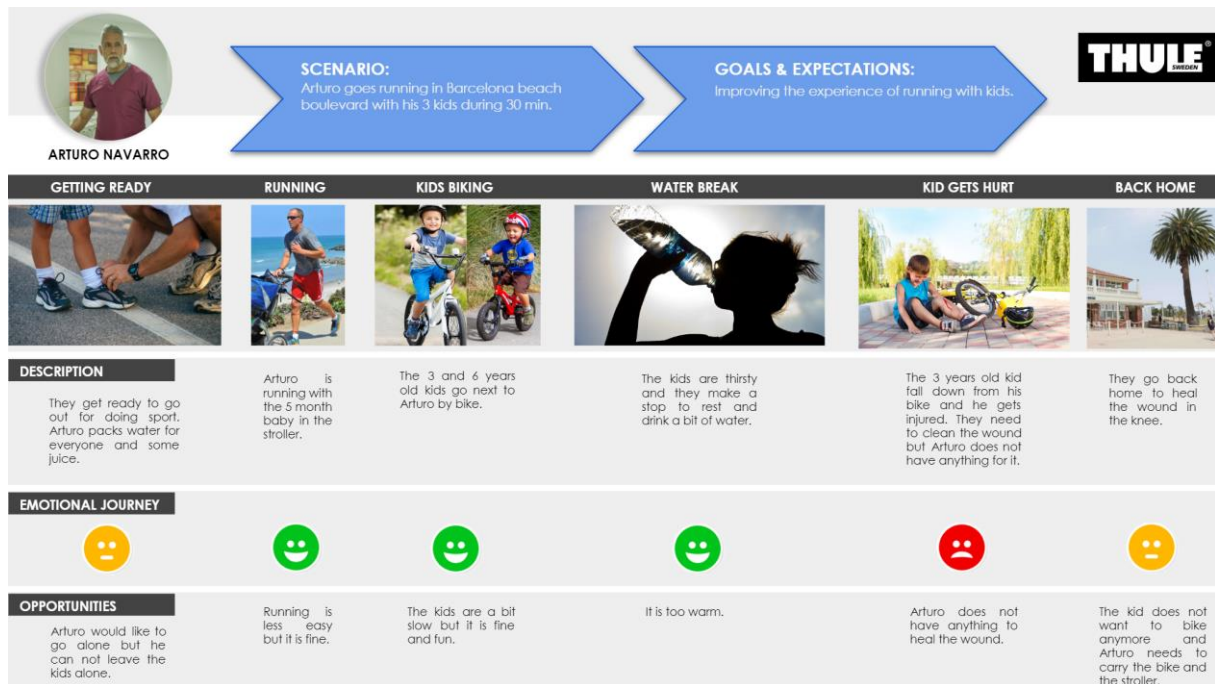 SCENARIO:
Arturo goes running in Barcelona beach
boulevard with his 3 kids during 30 min.
GOALS & EXPECTATIONS:
Improving the experience of running with kids.
THULE®
SWEDEN
ARTURO NAVARRO
GETTING READY
RUNNING
KIDS BIKING
WATER BREAK
KID GETS HURT
BACK HOME
DESCRIPTION
They get ready to go
out for doing sport.
Arturo packs water for
everyone and some
juice.
Arturo is
running with
the 5 month
baby in the
stroller.
The 3 and 6 years
old kids go next to
Arturo by bike.
The kids are thirsty
and they make a
stop to rest and
drink a bit of water.
The 3 years old kid
fall down from his
bike and he gets
injured. They need
to clean the wound
but Arturo does not
have anything for it.
They go back
home to heal
the wound in
the knee.
EMOTIONAL JOURNEY
OPPORTUNITIES
Arturo would like to
go alone but he
can not leave the
kids alone.
Running is
less easy
but it is fine.
The kids are a bit
slow but it is fine
and fun.
It is too warm.
Arturo does not
have anything to
heal the wound.
The kid does not
want to bike
anymore and
Arturo needs to
carry the bike and
the stroller.